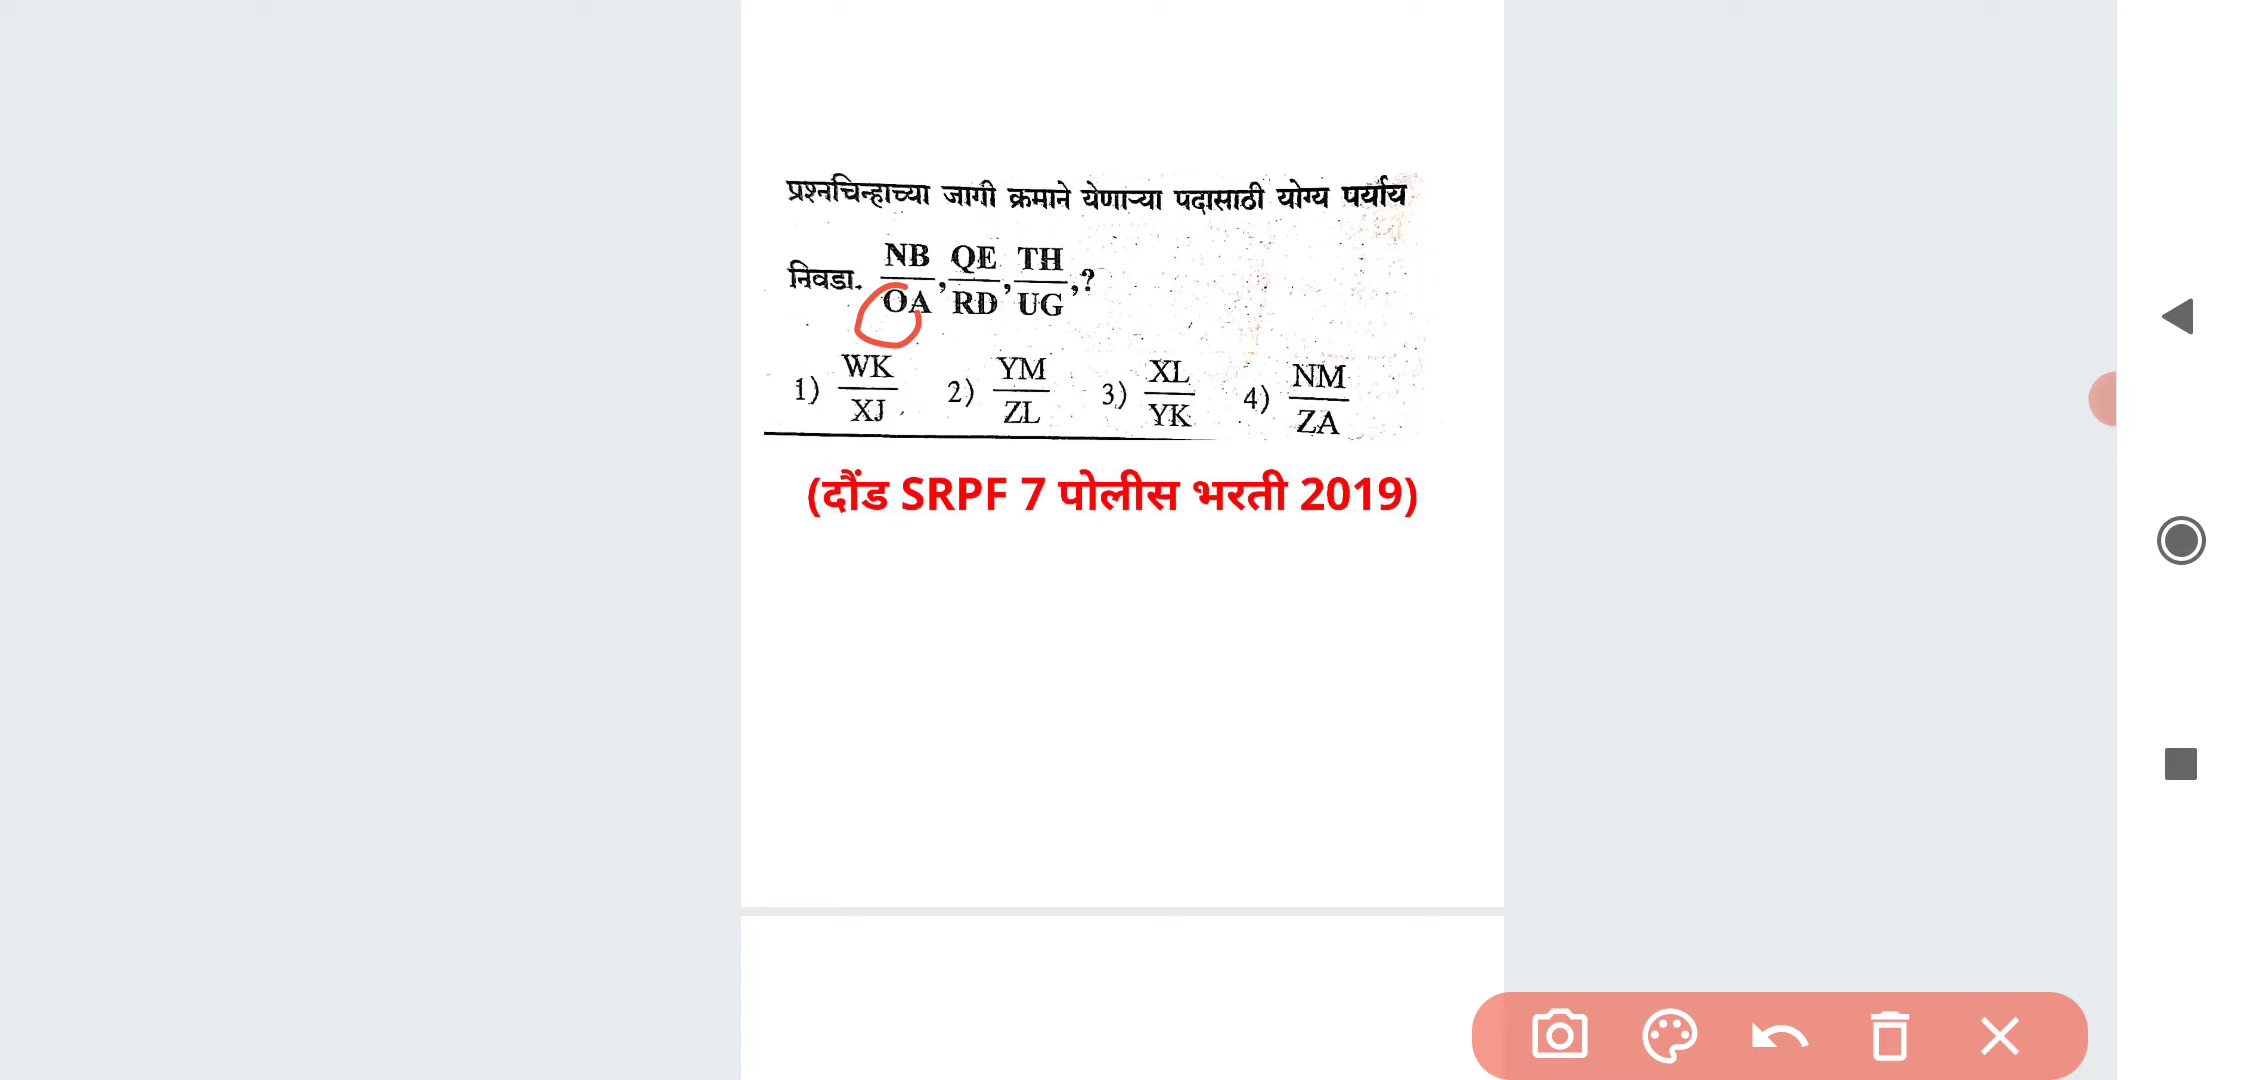 प्रश्नचिन्हाच्या जागी क्रमाने येणाऱ्या पदासाठी योग्य पर्याय
निवडा. NB/OA, QE/RD, TH/UG, ?
1) WK/XJ 2) YM/ZL 3) XL/YK 4) NM/ZA
(दौंड SRPF 7 पोलीस भरती 2019)